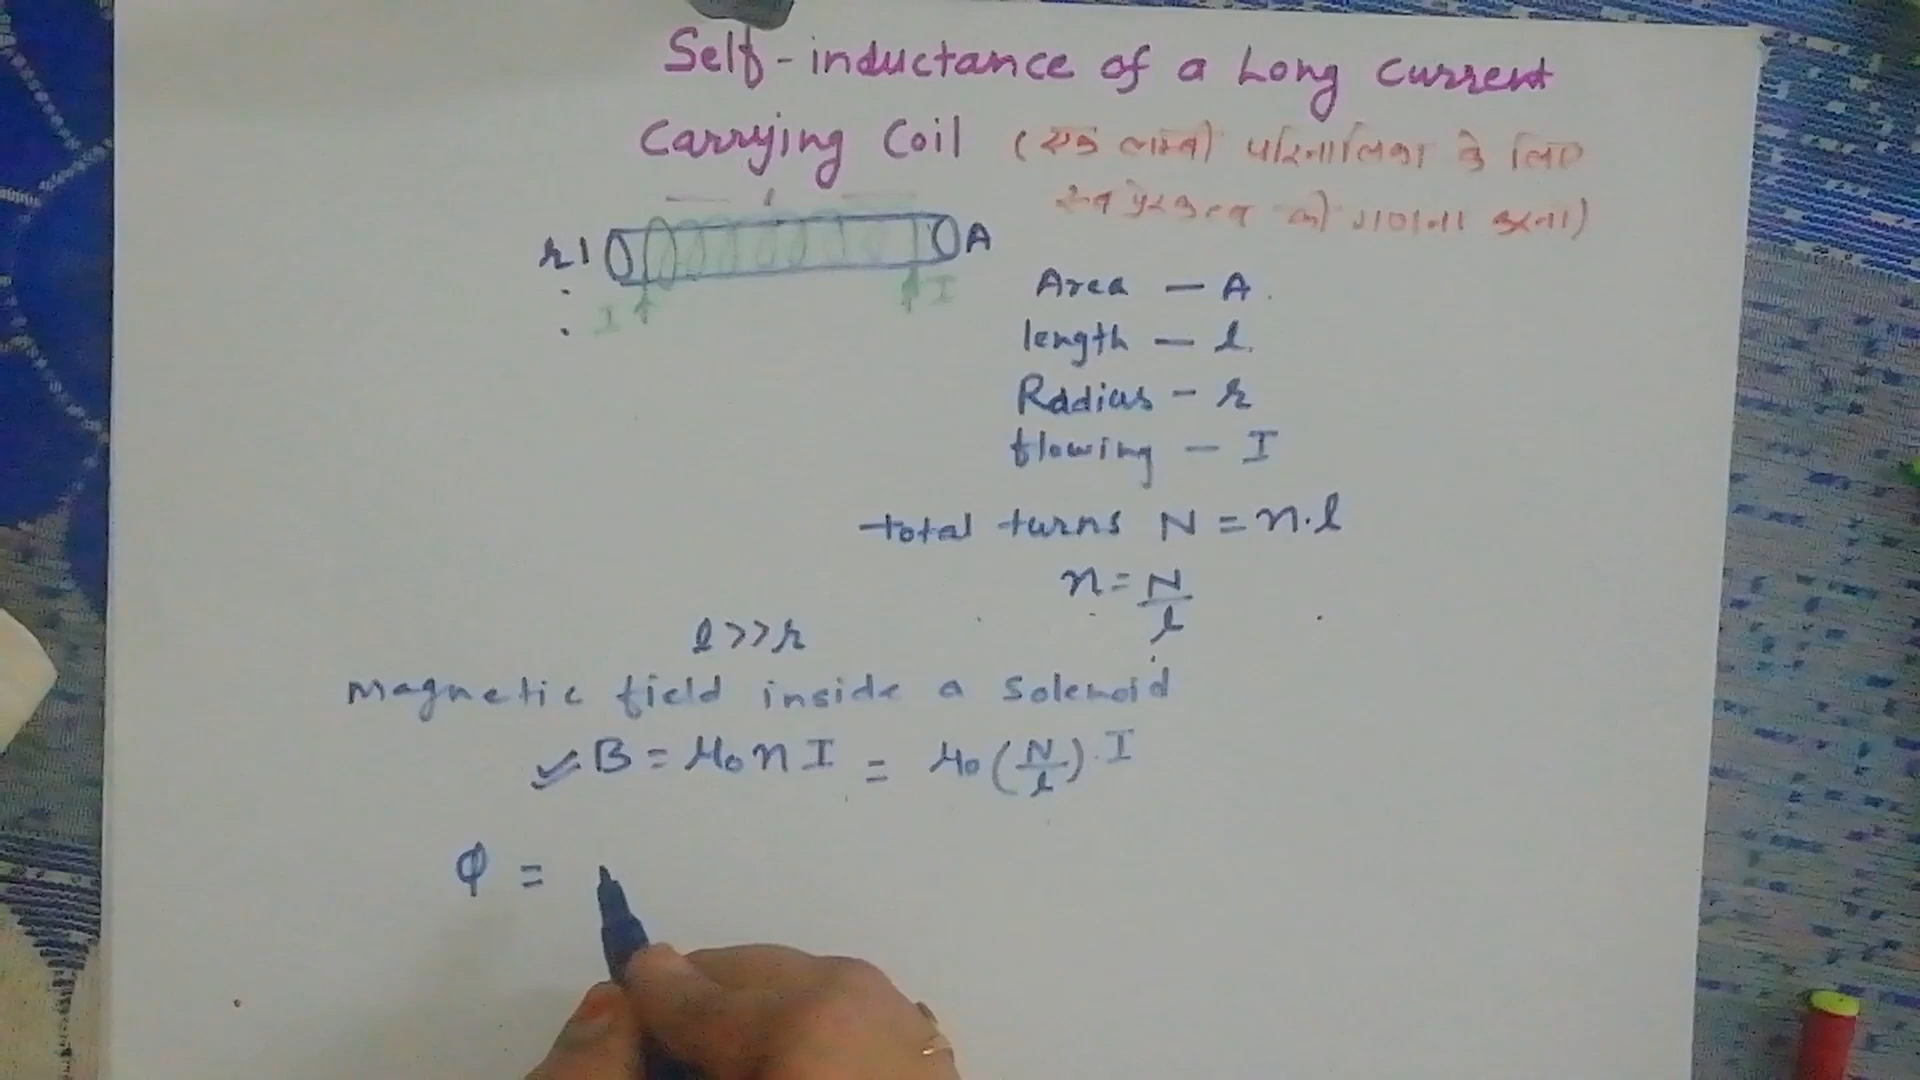 Self-inductance of a Long Current
Carrying Coil (एक लम्बी परिनालिका के लिए
स्व प्रेरकत्व की गणना करना)
r A
I I
Area — A
length — l
Radius - r
flowing — I
total turns N = n.l
n = N/l
l >> r
Magnetic field inside a Solenoid
✓ B = μ₀ n I = μ₀ (N/l) . I
φ =